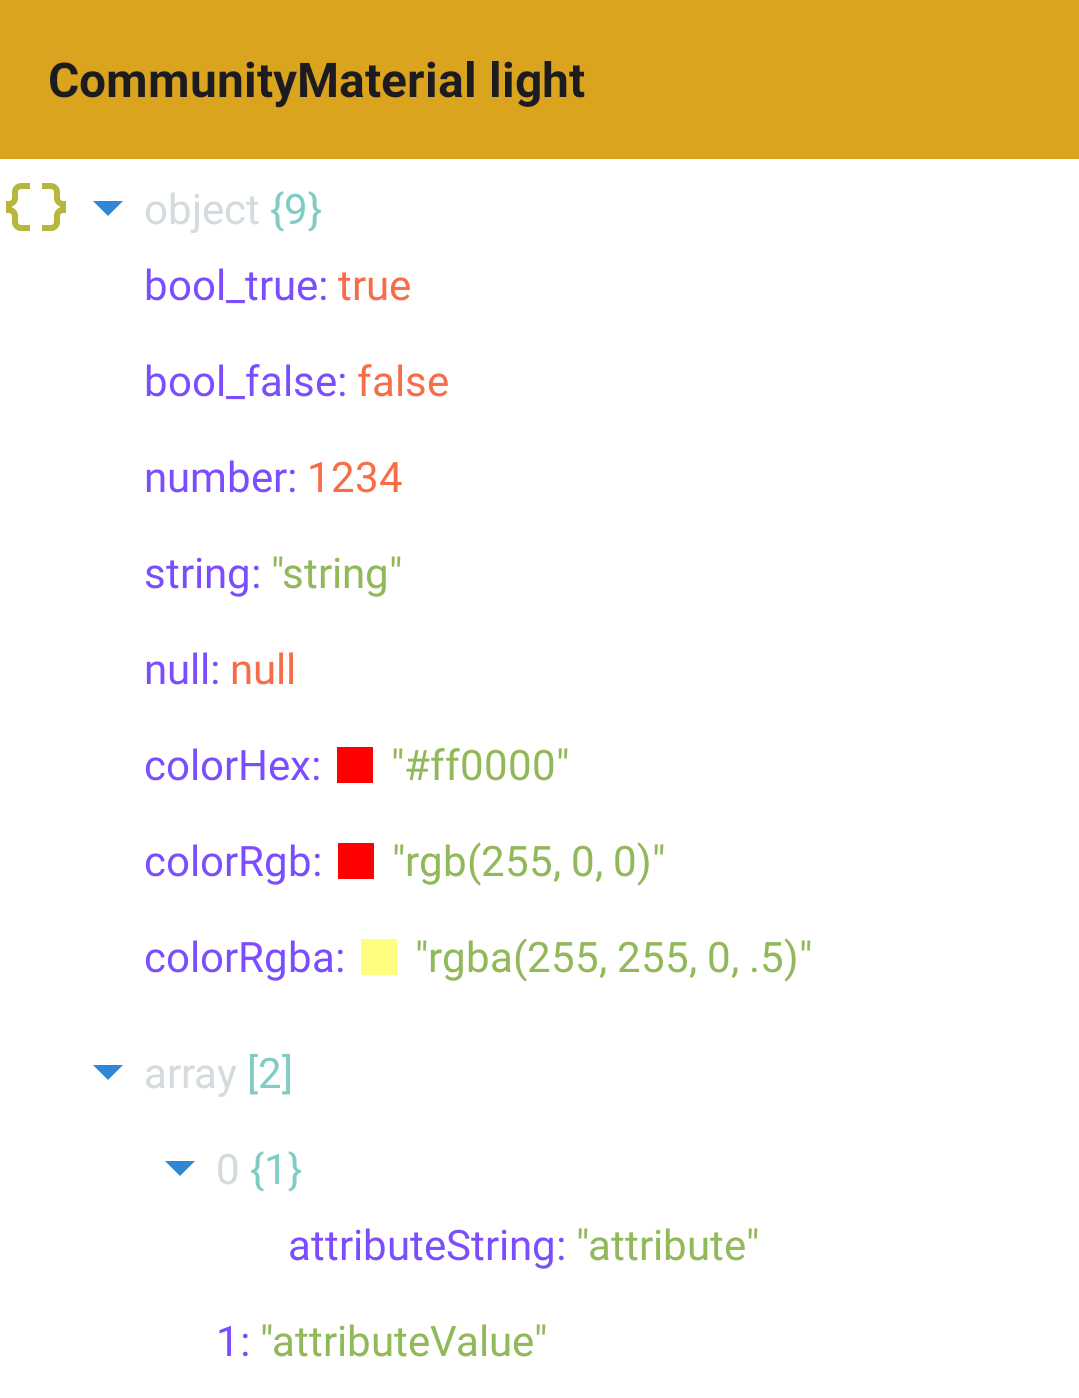 CommunityMaterial light
{} object {9}
bool_true: true
bool_false: false
number: 1234
string: "string"
null: null
colorHex: "#ff0000"
colorRgb: "rgb(255, 0, 0)"
colorRgba: "rgba(255, 255, 0, .5)"
array [2]
0 {1}
attributeString: "attribute"
1: "attributeValue"